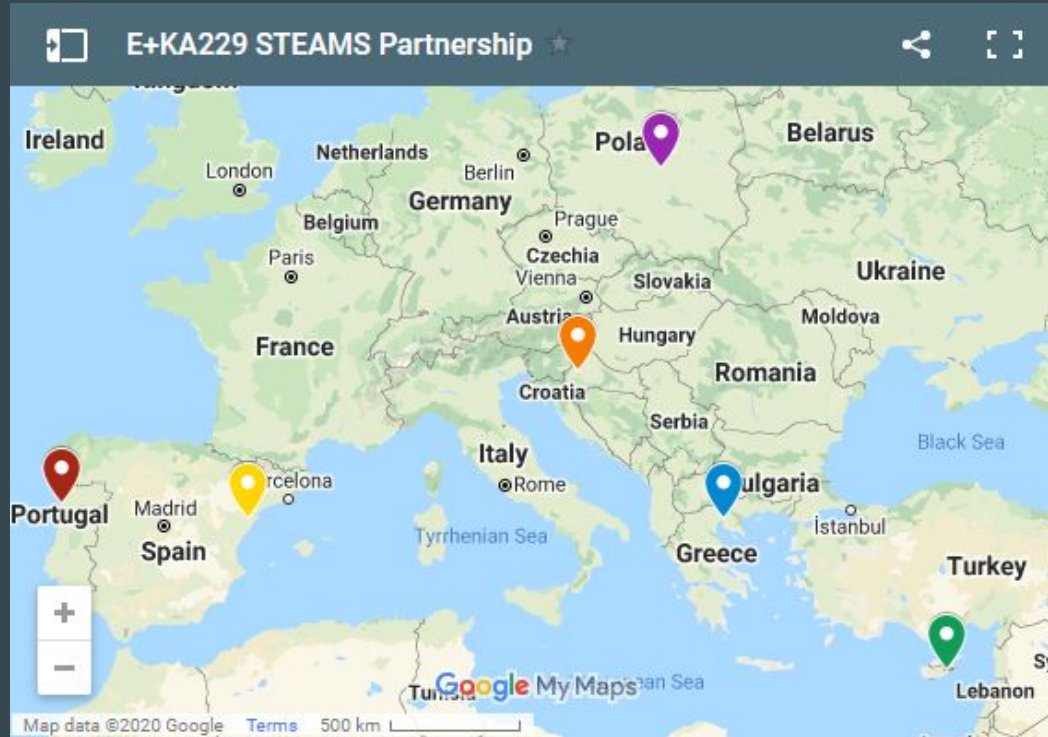 E+KA229 STEAMS Partnership
Ireland
Belarus
Netherlands
London
Berlin
Germany
Belgium
Prague
Paris
Czechia
Ukraine
Vienna
Slovakia
Austria
Moldova
Hungary
France
Romania
Croatia
Serbia
Black Sea
Italy
Rome
Portugal
Madrid
İstanbul
Spain
Tyrrhenian Sea
Greece
Turkey
+
−
Google My Maps
Lebanon
Map data ©2020 Google Terms 500 km